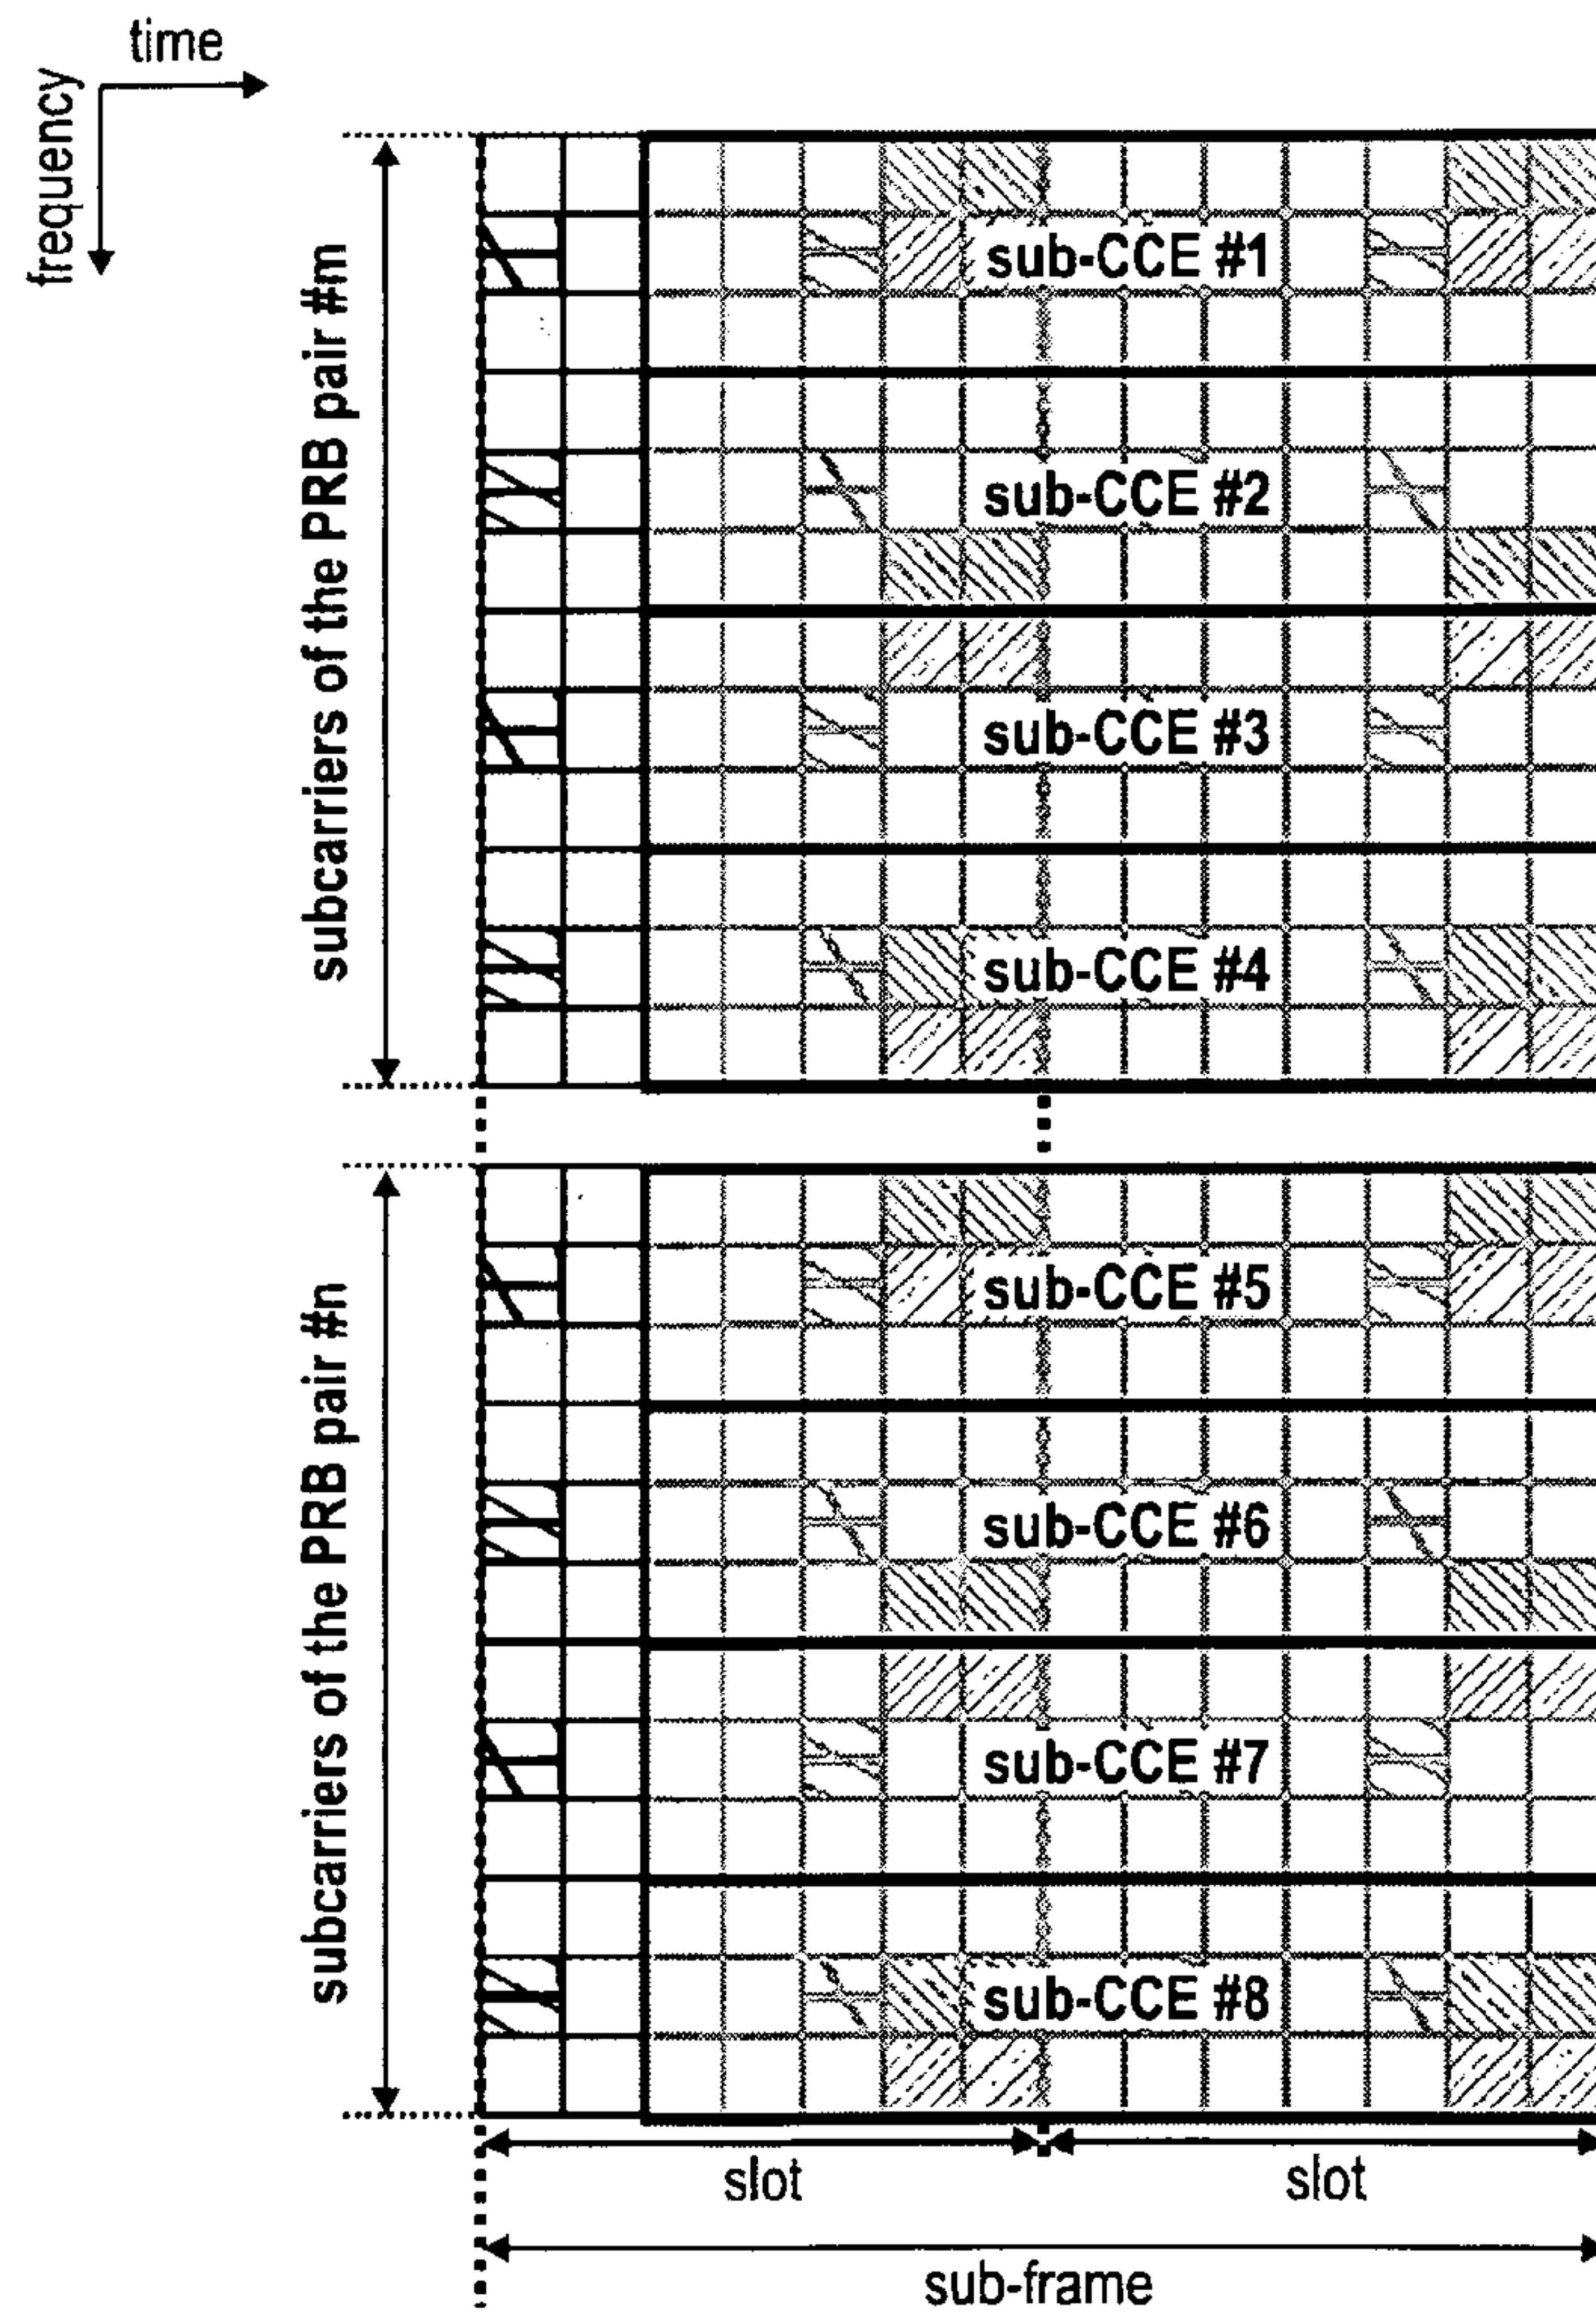 time
frequency
subcarriers of the PRB pair #m
sub-CCE #1
sub-CCE #2
sub-CCE #3
sub-CCE #4
subcarriers of the PRB pair #n
sub-CCE #5
sub-CCE #6
sub-CCE #7
sub-CCE #8
slot slot
sub-frame